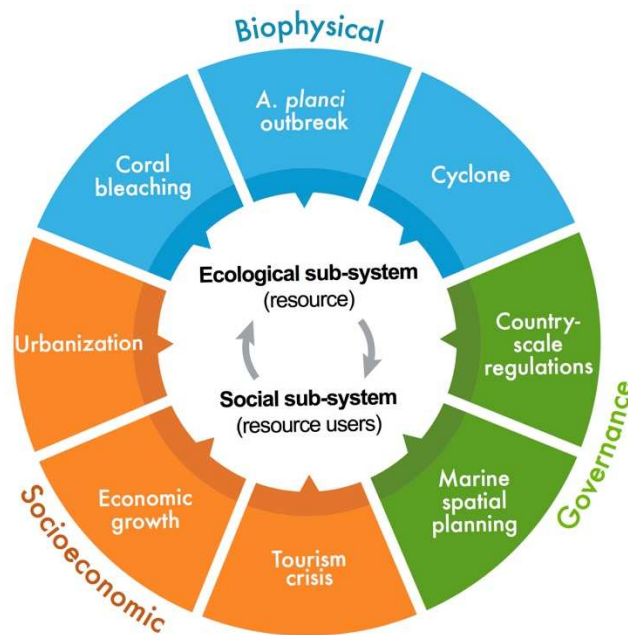 Biophysical
A. planci
outbreak
Coral
bleaching
Cyclone
Ecological sub-system
(resource)
Urbanization
Country-
scale
regulations
Social sub-system
(resource users)
Governance
Economic
growth
Marine
spatial
planning
Socioeconomic
Tourism
crisis